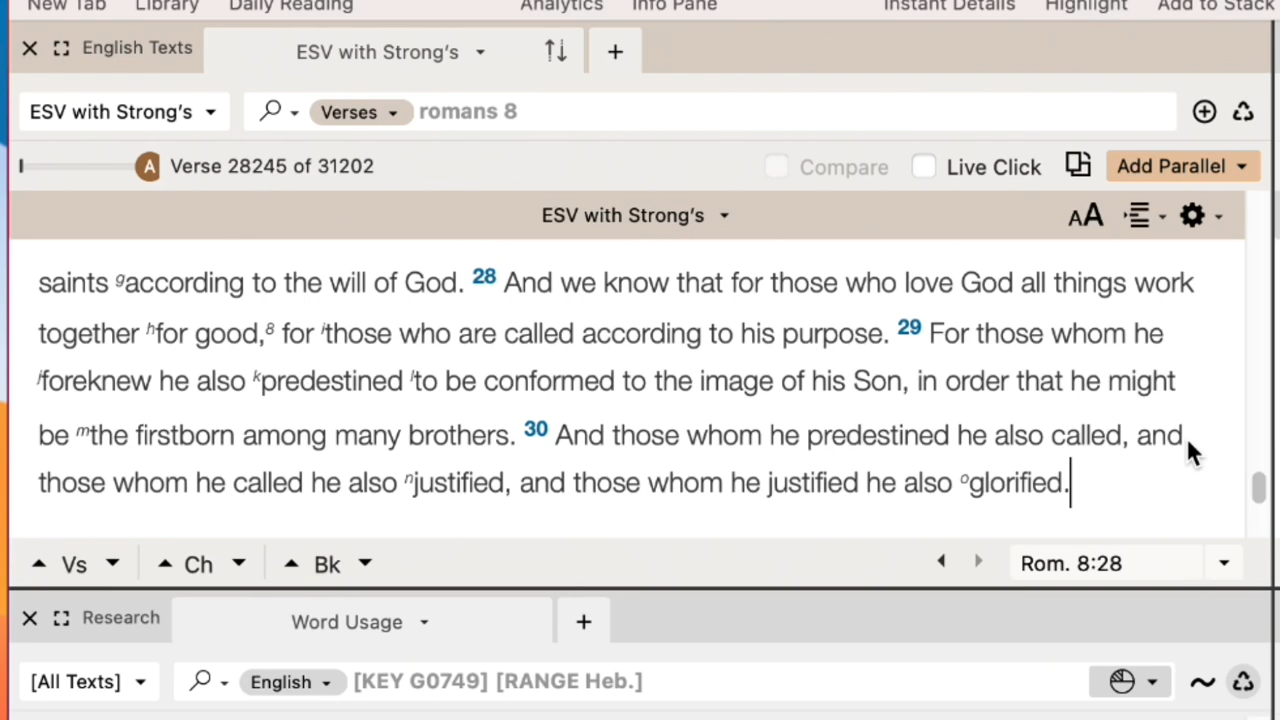 New Tab Library Daily Reading Analytics Info Pane Instant Details Highlight Add to Stack
English Texts ESV with Strong's +
ESV with Strong's Verses romans 8
A Verse 28245 of 31202 Compare Live Click Add Parallel
ESV with Strong's AA
saints ᵍaccording to the will of God. 28 And we know that for those who love God all things work
together ʰfor good,⁸ for ⁱthose who are called according to his purpose. 29 For those whom he
ʲforeknew he also ᵏpredestined ˡto be conformed to the image of his Son, in order that he might
be ᵐthe firstborn among many brothers. 30 And those whom he predestined he also called, and
those whom he called he also ⁿjustified, and those whom he justified he also ᵒglorified.
Vs Ch Bk Rom. 8:28
Research Word Usage +
[All Texts] English [KEY G0749] [RANGE Heb.]